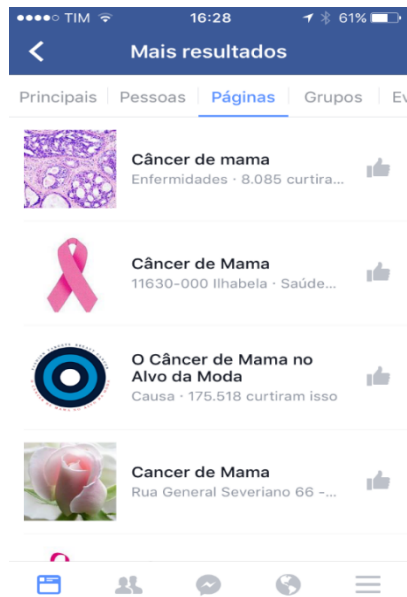 TIM 16:28 61%
Mais resultados
Principais Pessoas Páginas Grupos Ev
Câncer de mama
Enfermidades · 8.085 curtira...
Câncer de Mama
11630-000 Ilhabela · Saúde...
O Câncer de Mama no
Alvo da Moda
Causa · 175.518 curtiram isso
Cancer de Mama
Rua General Severiano 66 -...